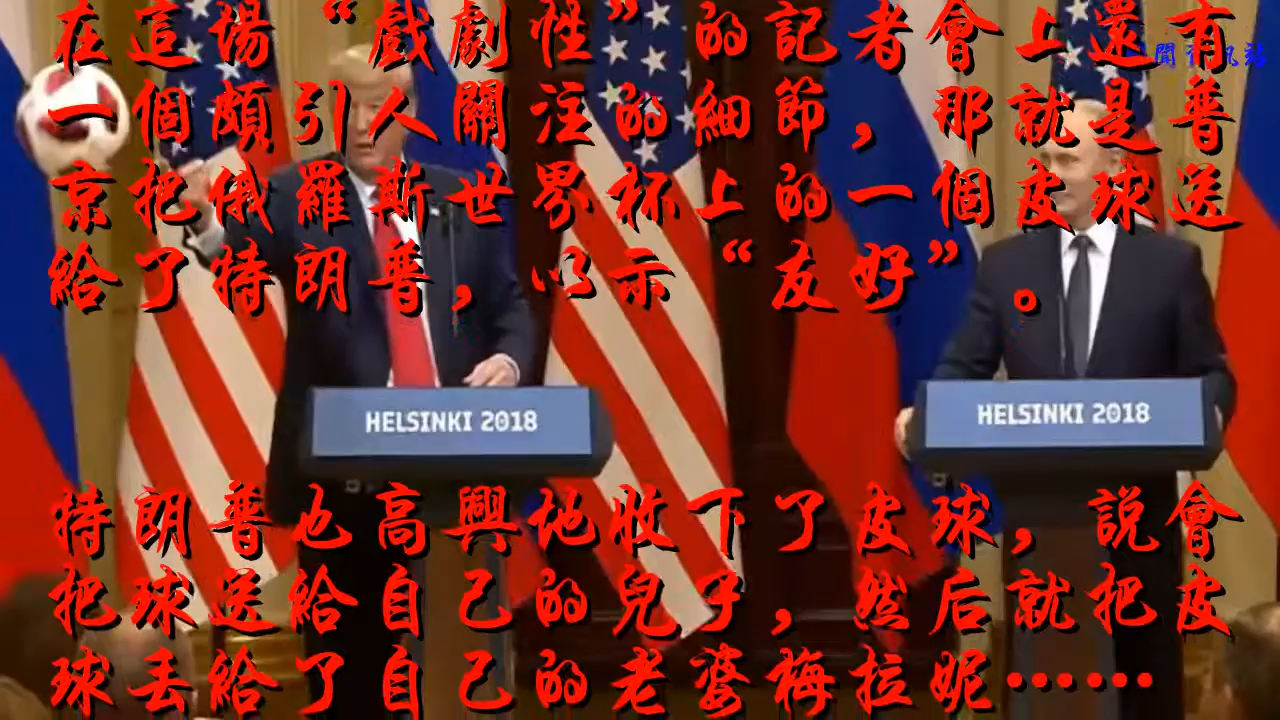 在這場“戲劇性”的記者會上還有
一個頗引人關注的細節，那就是普
京把俄羅斯世界杯上的一個皮球送
給了特朗普，以示“友好”。
HELSINKI 2018
HELSINKI 2018
特朗普也高興地收下了皮球，說會
把球送給自己的兒子，然后就把皮
球丟給了自己的老婆梅拉妮……